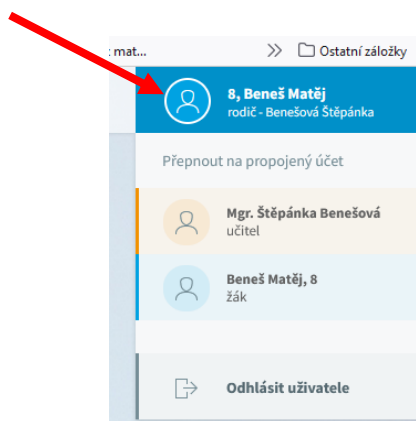 mat...
Ostatní záložky
8, Beneš Matěj
rodič - Benešová Štěpánka
Přepnout na propojený účet
Mgr. Štěpánka Benešová
učitel
Beneš Matěj, 8
žák
Odhlásit uživatele